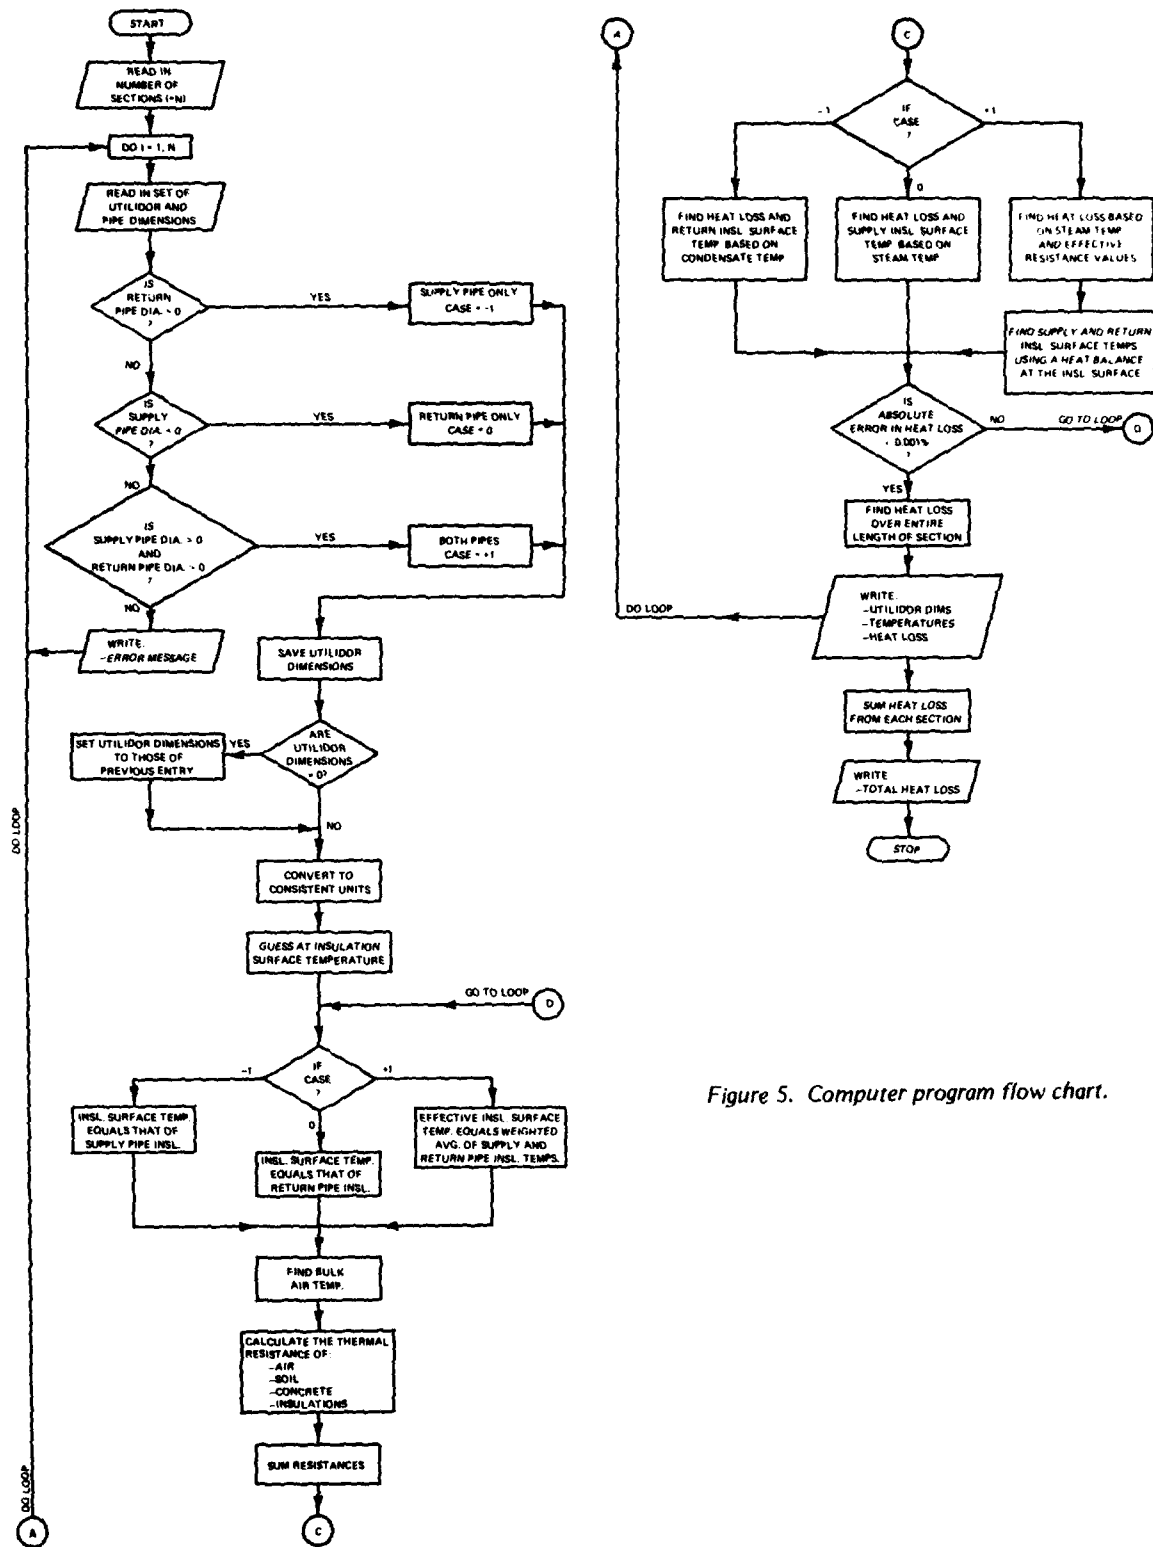 START
READ IN
NUMBER OF
SECTIONS (=N)
DO I = 1, N
READ IN SET OF
UTILIDOR AND
PIPE DIMENSIONS
IS
RETURN
PIPE DIA. = 0
?
YES
SUPPLY PIPE ONLY
CASE = -1
NO
IS
SUPPLY
PIPE DIA. = 0
?
YES
RETURN PIPE ONLY
CASE = 0
NO
IS
SUPPLY PIPE DIA. > 0
AND
RETURN PIPE DIA. > 0
?
YES
BOTH PIPES
CASE = +1
NO
WRITE:
-ERROR MESSAGE
SAVE UTILIDOR
DIMENSIONS
ARE
UTILIDOR
DIMENSIONS
= 0?
YES
SET UTILIDOR DIMENSIONS
TO THOSE OF
PREVIOUS ENTRY
NO
DO LOOP
CONVERT TO
CONSISTENT UNITS
GUESS AT INSULATION
SURFACE TEMPERATURE
GO TO LOOP
D
IF
CASE
?
-1
0
+1
INSL. SURFACE TEMP.
EQUALS THAT OF
SUPPLY PIPE INSL.
INSL. SURFACE TEMP.
EQUALS THAT OF
RETURN PIPE INSL.
EFFECTIVE INSL. SURFACE
TEMP. EQUALS WEIGHTED
AVG. OF SUPPLY AND
RETURN PIPE INSL. TEMPS.
FIND BULK
AIR TEMP.
CALCULATE THE THERMAL
RESISTANCE OF:
-AIR
-SOIL
-CONCRETE
-INSULATIONS
SUM RESISTANCES
DO LOOP
A
C
A
C
IF
CASE
?
-1
0
+1
FIND HEAT LOSS AND
RETURN INSL SURFACE
TEMP BASED ON
CONDENSATE TEMP
FIND HEAT LOSS AND
SUPPLY INSL. SURFACE
TEMP BASED ON
STEAM TEMP
FIND HEAT LOSS BASED
ON STEAM TEMP
AND EFFECTIVE
RESISTANCE VALUES
FIND SUPPLY AND RETURN
INSL SURFACE TEMPS
USING A HEAT BALANCE
AT THE INSL SURFACE
IS
ABSOLUTE
ERROR IN HEAT LOSS
< 0.001%
?
NO
GO TO LOOP
YES
FIND HEAT LOSS
OVER ENTIRE
LENGTH OF SECTION
DO LOOP
WRITE:
-UTILIDOR DIMS
-TEMPERATURES
-HEAT LOSS
SUM HEAT LOSS
FROM EACH SECTION
WRITE
-TOTAL HEAT LOSS
STOP
Figure 5. Computer program flow chart.